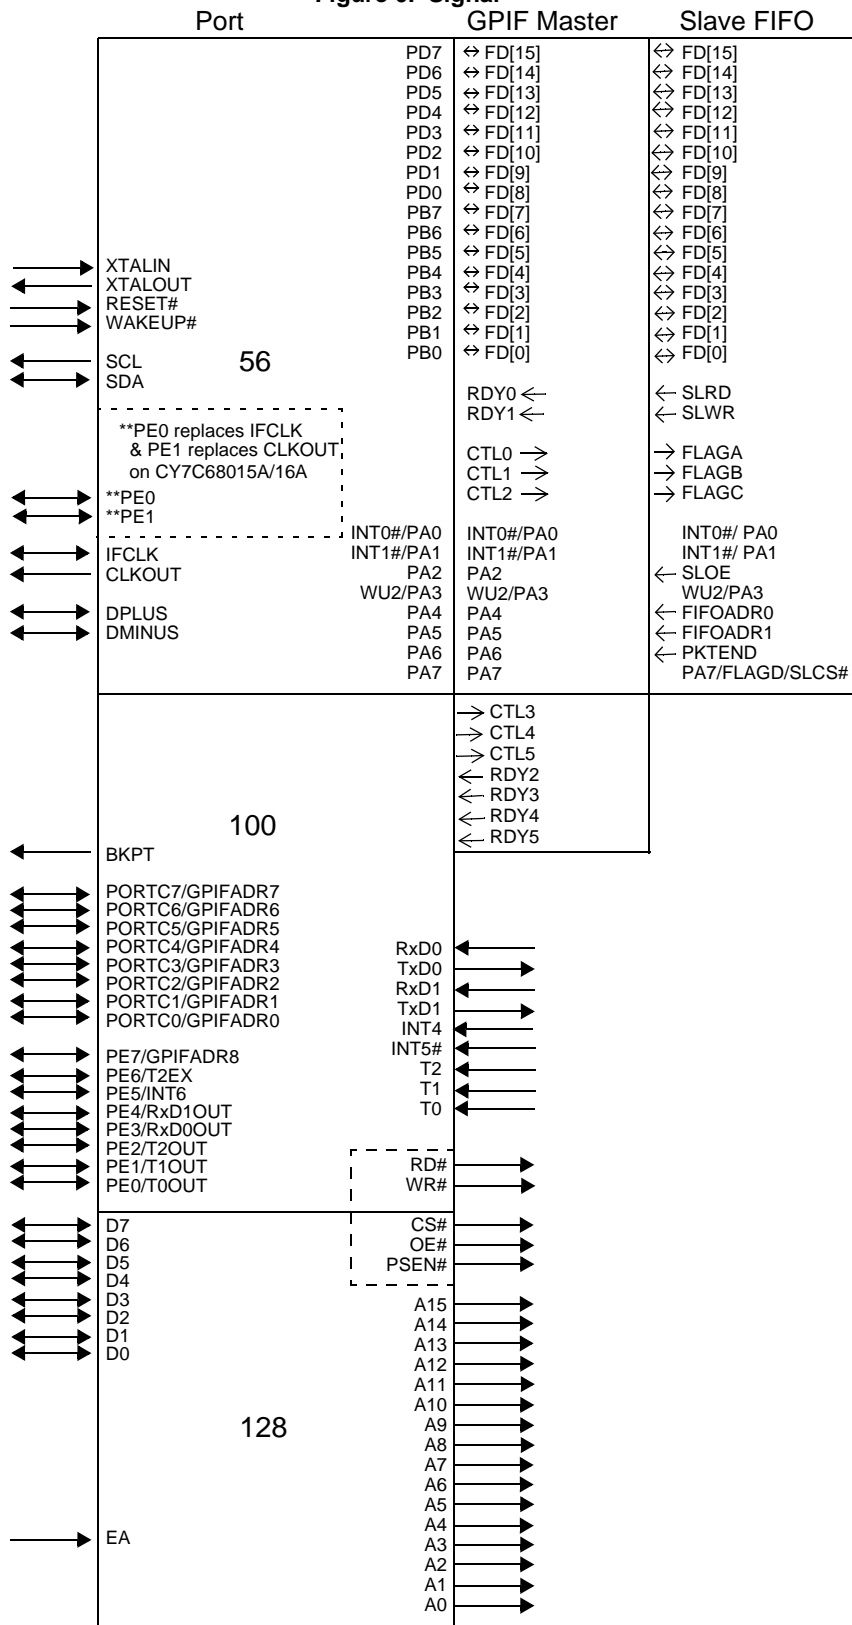 Figure 6. Signal
Port GPIF Master Slave FIFO
PD7 FD[15] FD[15]
PD6 FD[14] FD[14]
PD5 FD[13] FD[13]
PD4 FD[12] FD[12]
PD3 FD[11] FD[11]
PD2 FD[10] FD[10]
PD1 FD[9] FD[9]
PD0 FD[8] FD[8]
PB7 FD[7] FD[7]
PB6 FD[6] FD[6]
PB5 FD[5] FD[5]
PB4 FD[4] FD[4]
PB3 FD[3] FD[3]
PB2 FD[2] FD[2]
PB1 FD[1] FD[1]
PB0 FD[0] FD[0]
XTALIN
XTALOUT
RESET#
WAKEUP#
SCL
SDA
56
RDY0 SLRD
RDY1 SLWR
**PE0 replaces IFCLK
& PE1 replaces CLKOUT
on CY7C68015A/16A
**PE0
**PE1
CTL0 FLAGA
CTL1 FLAGB
CTL2 FLAGC
IFCLK
CLKOUT
DPLUS
DMINUS
INT0#/PA0 INT0#/PA0 INT0#/ PA0
INT1#/PA1 INT1#/PA1 INT1#/ PA1
PA2 PA2 SLOE
WU2/PA3 WU2/PA3 WU2/PA3
PA4 PA4 FIFOADR0
PA5 PA5 FIFOADR1
PA6 PA6 PKTEND
PA7 PA7 PA7/FLAGD/SLCS#
CTL3
CTL4
CTL5
RDY2
RDY3
RDY4
RDY5
100
BKPT
PORTC7/GPIFADR7
PORTC6/GPIFADR6
PORTC5/GPIFADR5
PORTC4/GPIFADR4
PORTC3/GPIFADR3
PORTC2/GPIFADR2
PORTC1/GPIFADR1
PORTC0/GPIFADR0
PE7/GPIFADR8
PE6/T2EX
PE5/INT6
PE4/RxD1OUT
PE3/RxD0OUT
PE2/T2OUT
PE1/T1OUT
PE0/T0OUT
RxD0
TxD0
RxD1
TxD1
INT4
INT5#
T2
T1
T0
RD#
WR#
CS#
OE#
PSEN#
D7
D6
D5
D4
D3
D2
D1
D0
128
EA
A15
A14
A13
A12
A11
A10
A9
A8
A7
A6
A5
A4
A3
A2
A1
A0